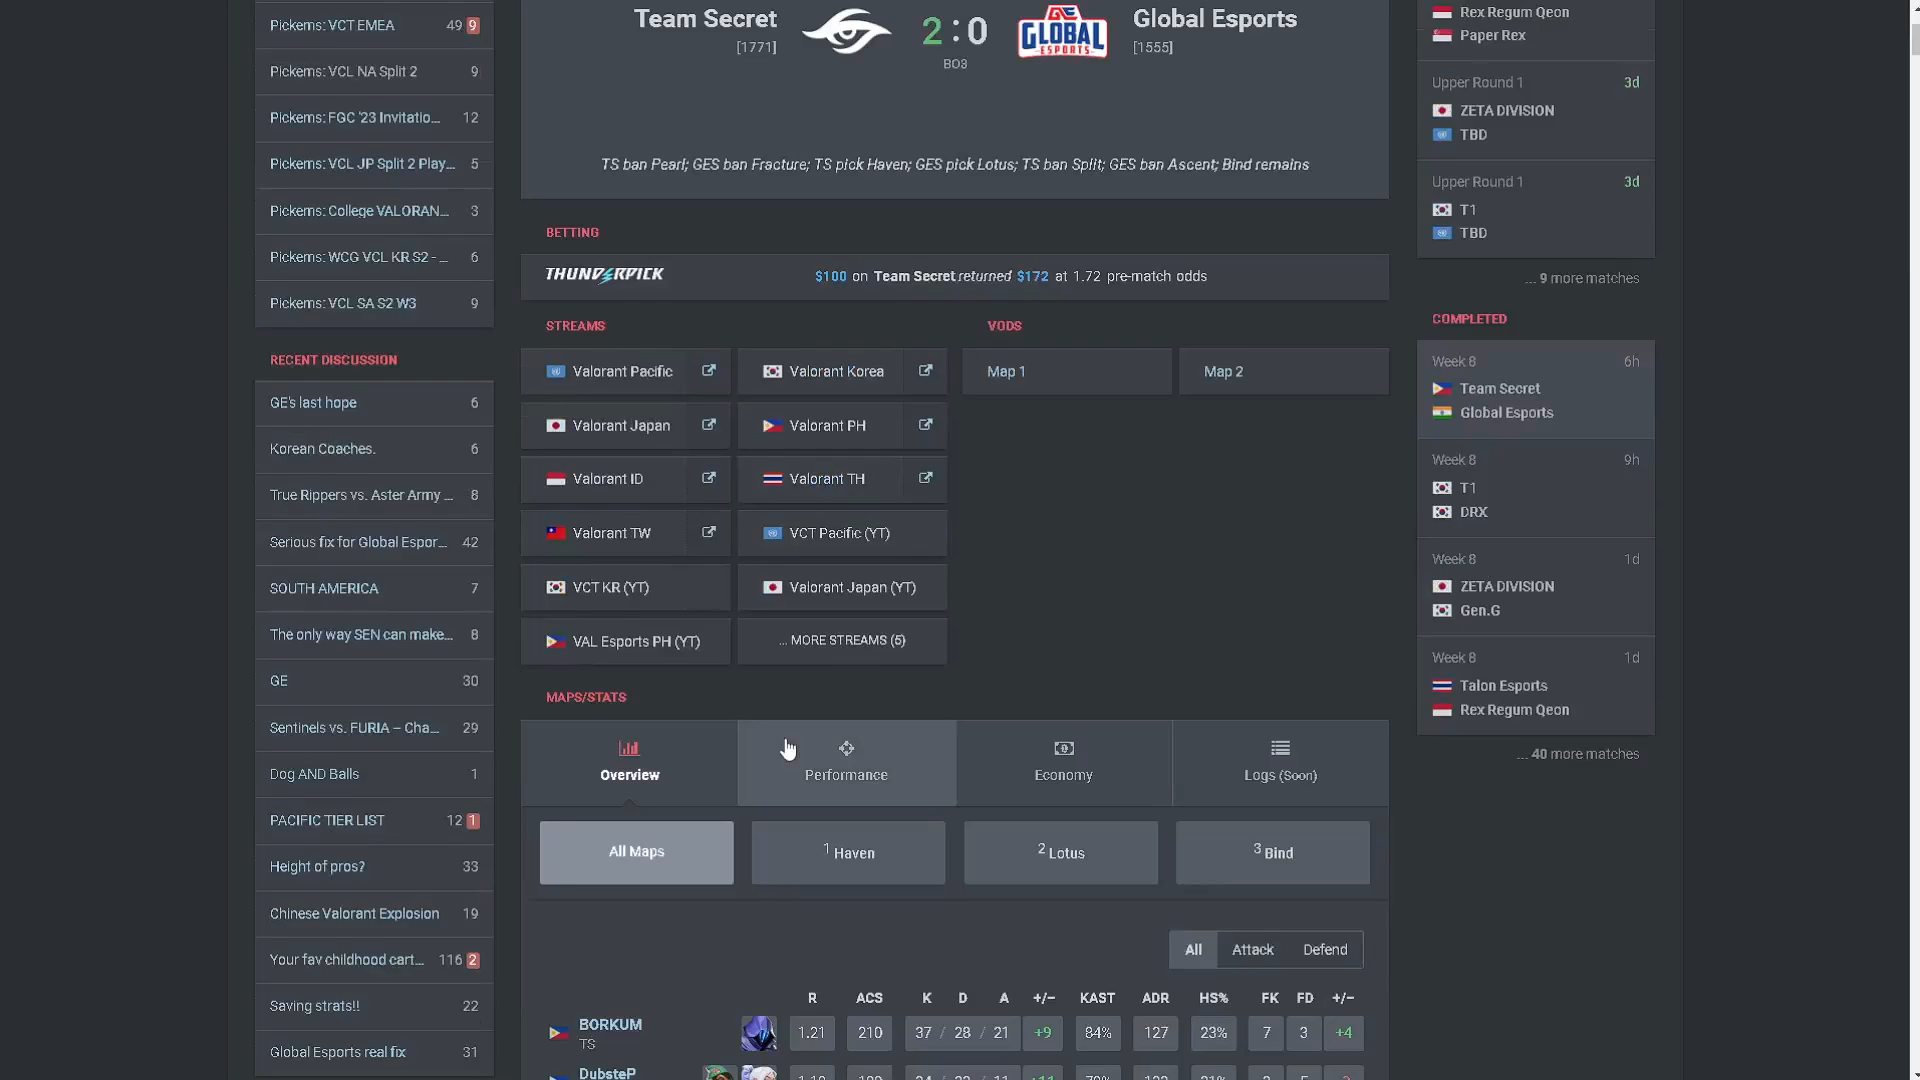 Pickems: VCT EMEA 49 9
Pickems: VCL NA Split 2 9
Pickems: FGC '23 Invitatio... 12
Pickems: VCL JP Split 2 Play... 5
Pickems: College VALORAN... 3
Pickems: WCG VCL KR S2 - ... 6
Pickems: VCL SA S2 W3 9
RECENT DISCUSSION
GE's last hope 6
Korean Coaches. 6
True Rippers vs. Aster Army ... 8
Serious fix for Global Espor... 42
SOUTH AMERICA 7
The only way SEN can make... 8
GE 30
Sentinels vs. FURIA – Cha... 29
Dog AND Balls 1
PACIFIC TIER LIST 12 1
Height of pros? 33
Chinese Valorant Explosion 19
Your fav childhood cart... 116 2
Saving strats!! 22
Global Esports real fix 31
Team Secret 2 : 0 GLOBAL ESPORTS Global Esports
[1771] [1555]
BO3
TS ban Pearl; GES ban Fracture; TS pick Haven; GES pick Lotus; TS ban Split; GES ban Ascent; Bind remains
BETTING
THUNDERPICK $100 on Team Secret returned $172 at 1.72 pre-match odds
STREAMS VODS
Valorant Pacific Valorant Korea Map 1 Map 2
Valorant Japan Valorant PH
Valorant ID Valorant TH
Valorant TW VCT Pacific (YT)
VCT KR (YT) Valorant Japan (YT)
VAL Esports PH (YT) ... MORE STREAMS (5)
MAPS/STATS
Overview Performance Economy Logs (Soon)
All Maps 1 Haven 2 Lotus 3 Bind
All Attack Defend
R ACS K D A +/– KAST ADR HS% FK FD +/–
BORKUM 1.21 210 37 / 28 / 21 +9 84% 127 23% 7 3 +4
TS
DubsteP
Rex Regum Qeon
Paper Rex
Upper Round 1 3d
ZETA DIVISION
TBD
Upper Round 1 3d
T1
TBD
... 9 more matches
COMPLETED
Week 8 6h
Team Secret
Global Esports
Week 8 9h
T1
DRX
Week 8 1d
ZETA DIVISION
Gen.G
Week 8 1d
Talon Esports
Rex Regum Qeon
... 40 more matches